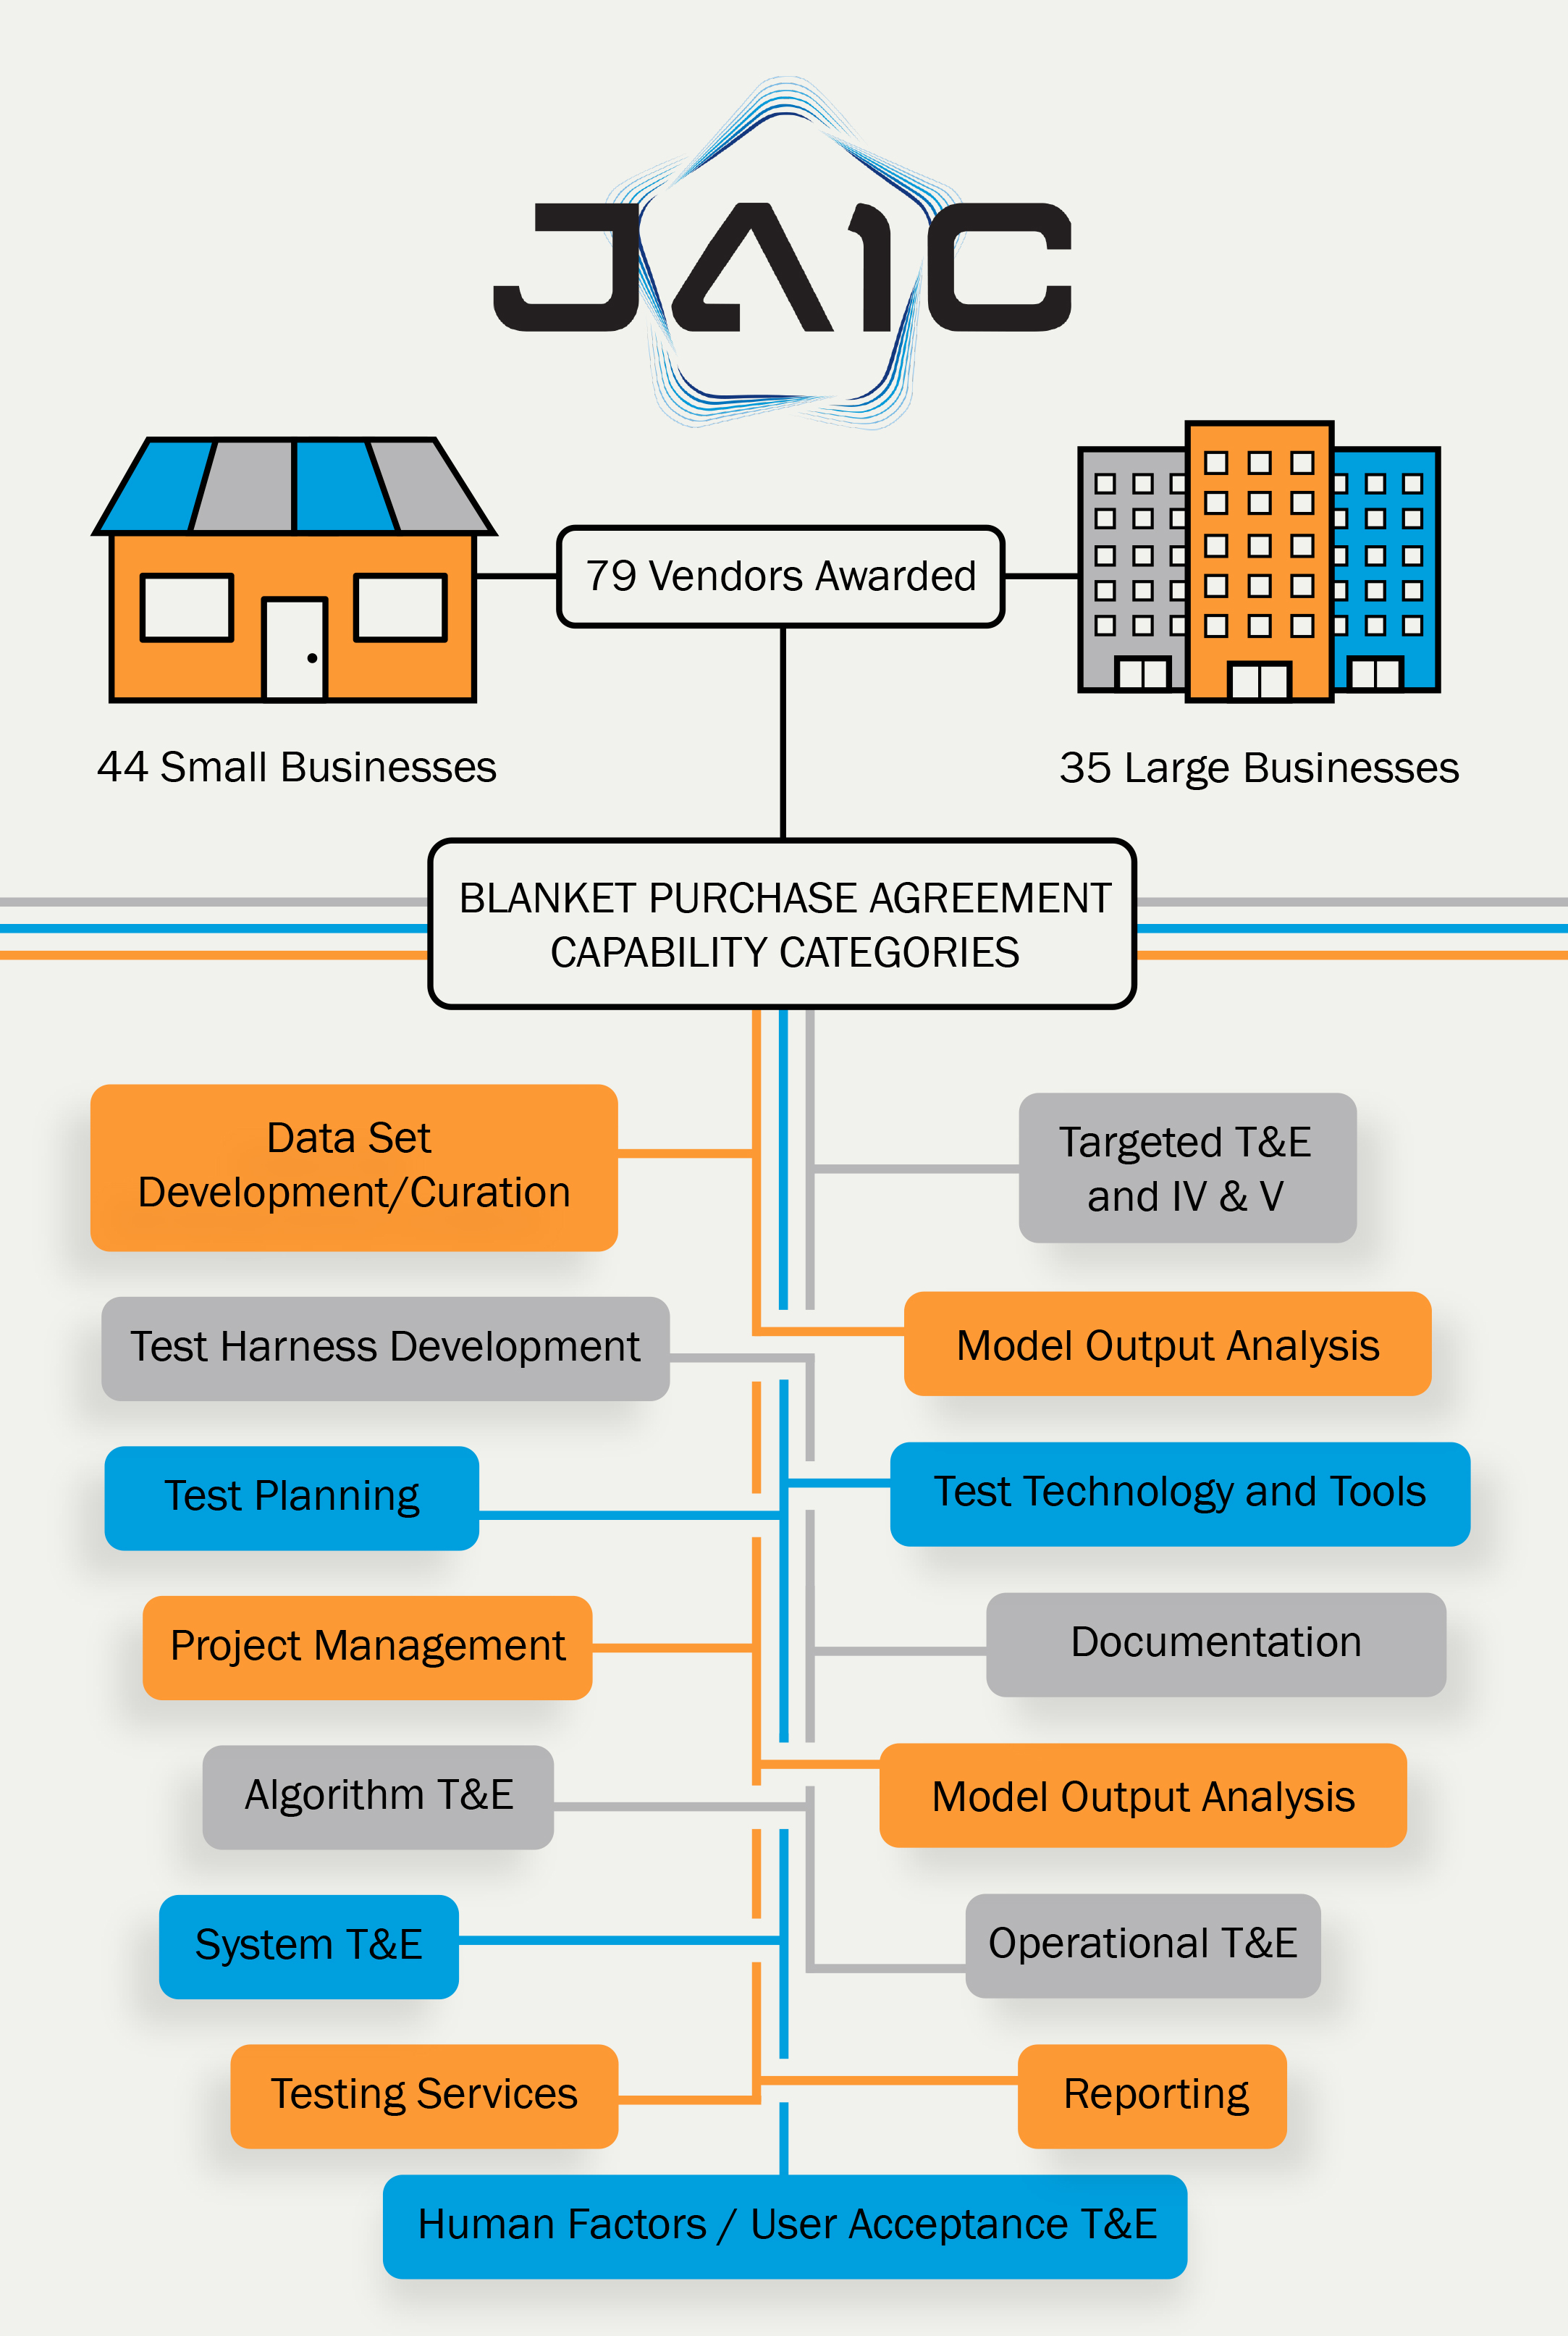 JAIC
79 Vendors Awarded
44 Small Businesses
35 Large Businesses
BLANKET PURCHASE AGREEMENT
CAPABILITY CATEGORIES
Data Set
Development/Curation
Targeted T&E
and IV & V
Test Harness Development
Model Output Analysis
Test Planning
Test Technology and Tools
Project Management
Documentation
Algorithm T&E
Model Output Analysis
System T&E
Operational T&E
Testing Services
Reporting
Human Factors / User Acceptance T&E